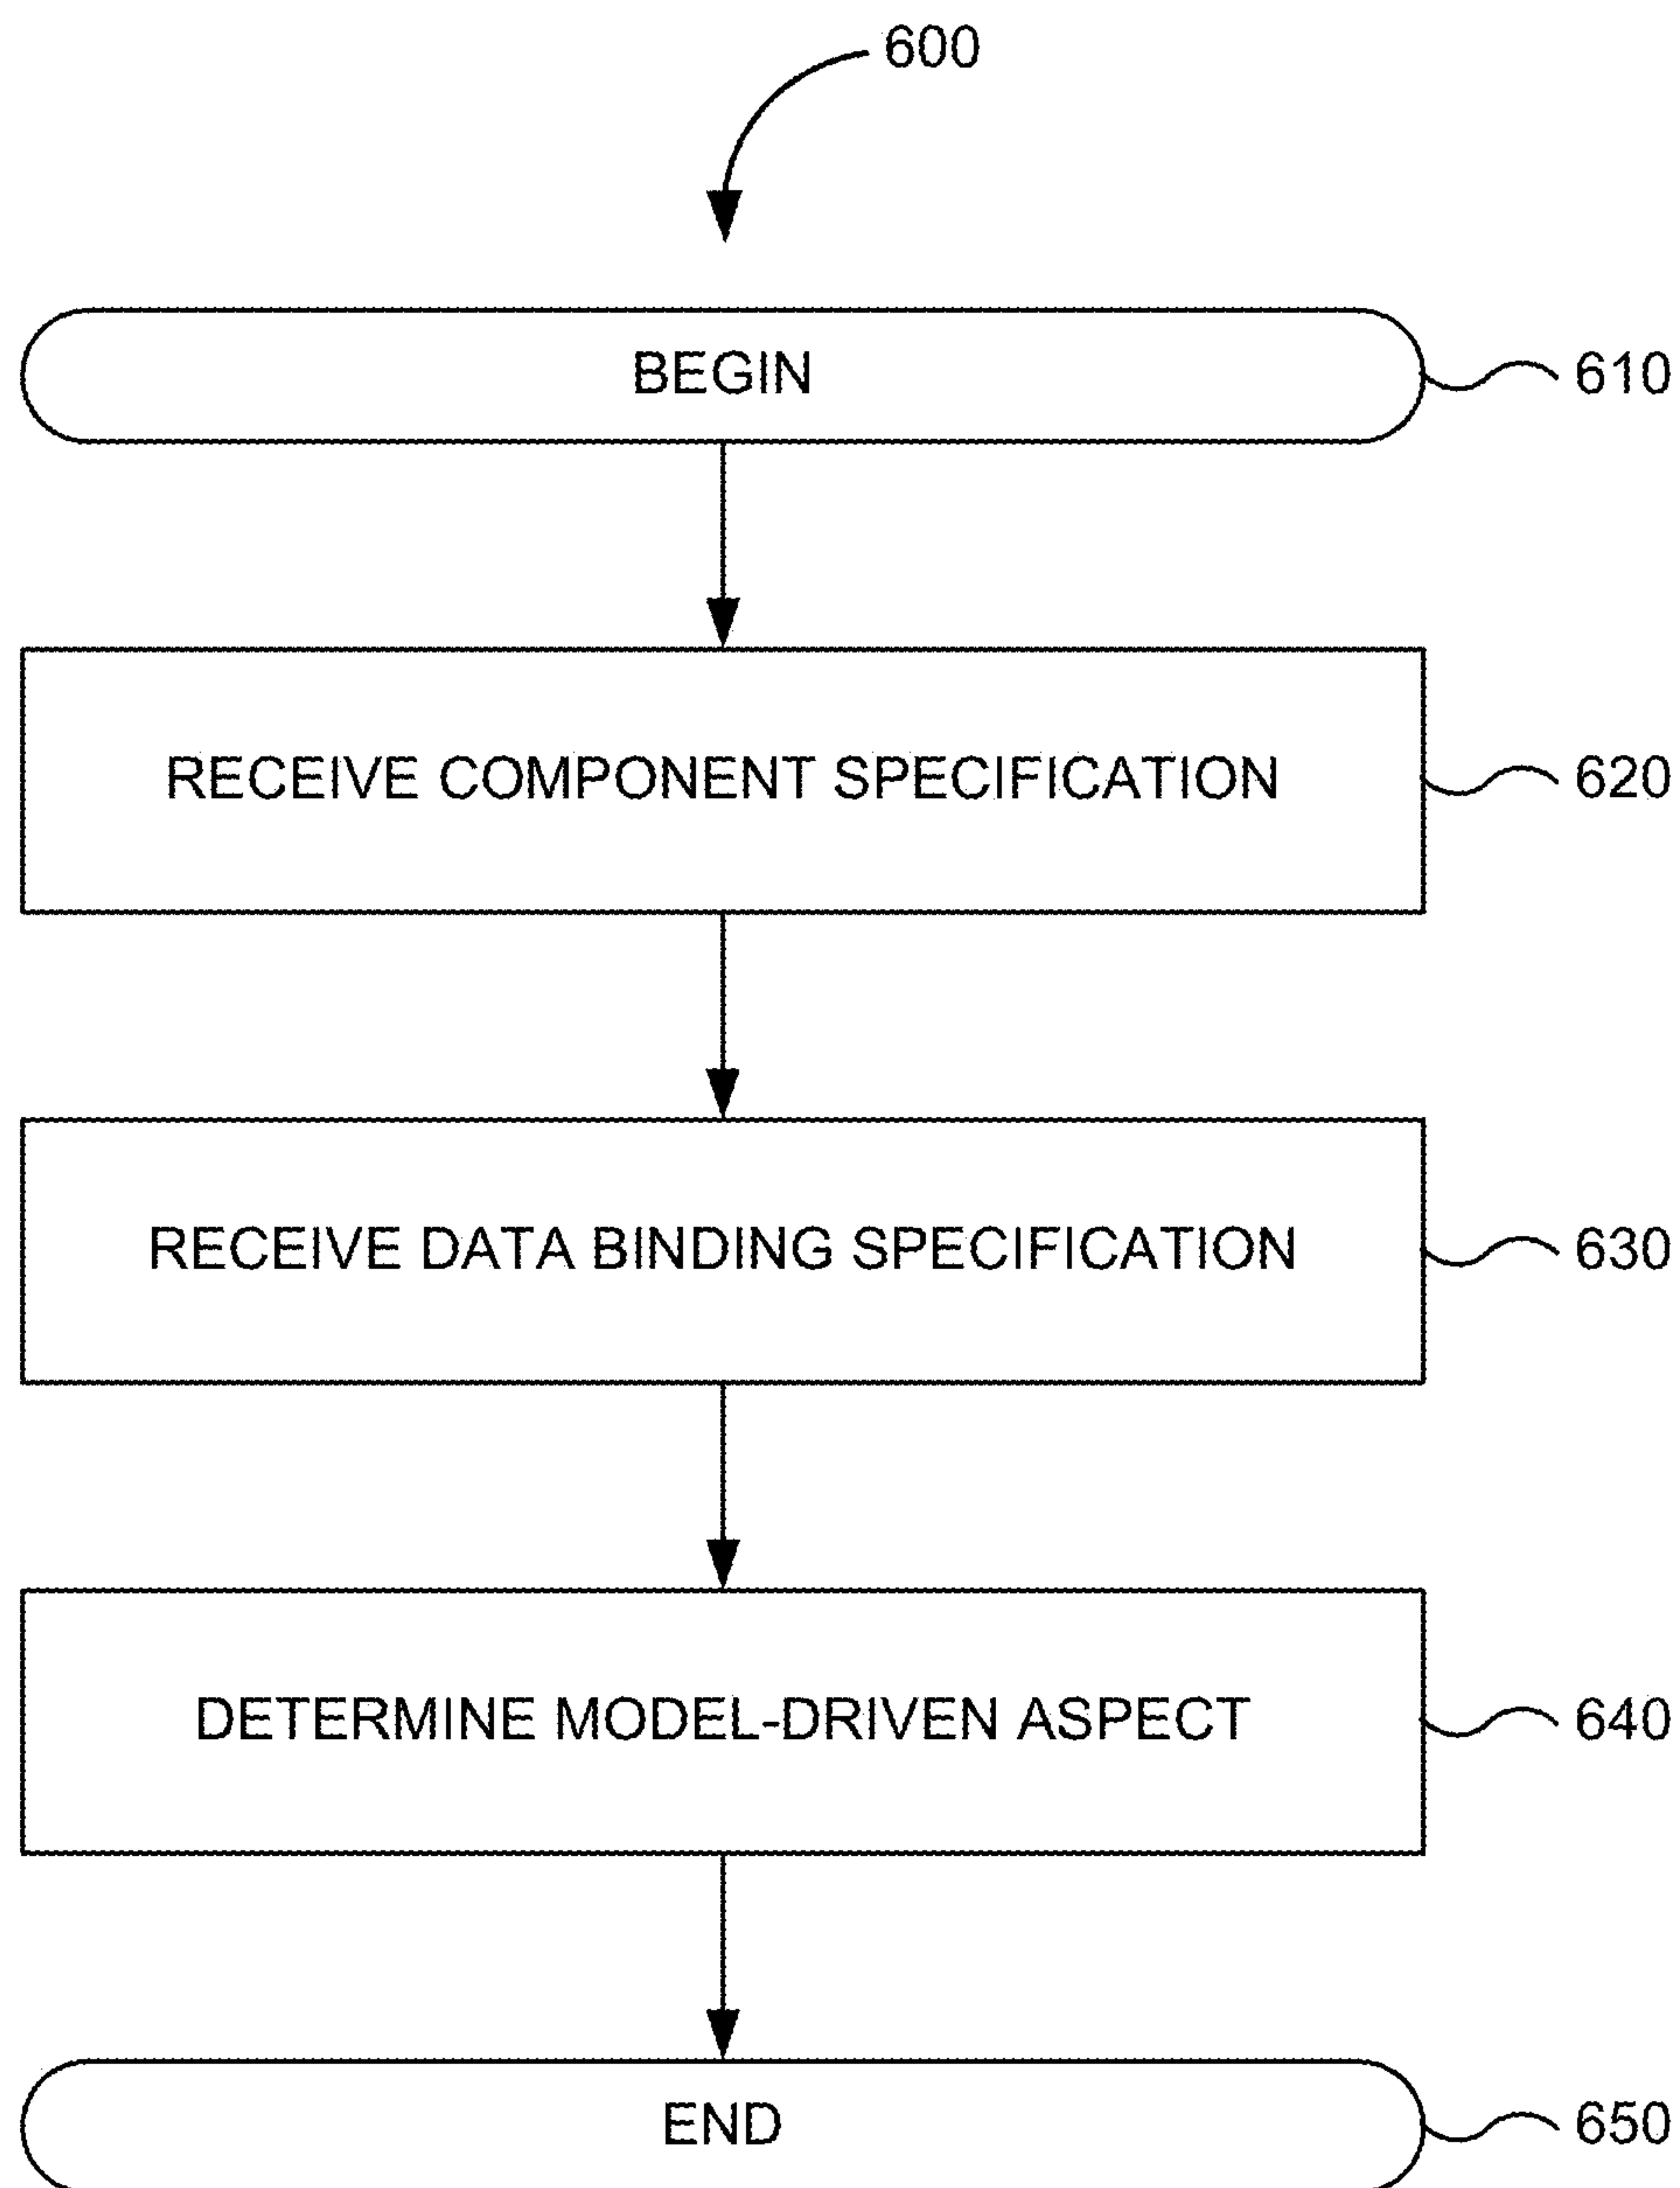 600
BEGIN
610
RECEIVE COMPONENT SPECIFICATION
620
RECEIVE DATA BINDING SPECIFICATION
630
DETERMINE MODEL-DRIVEN ASPECT
640
END
650